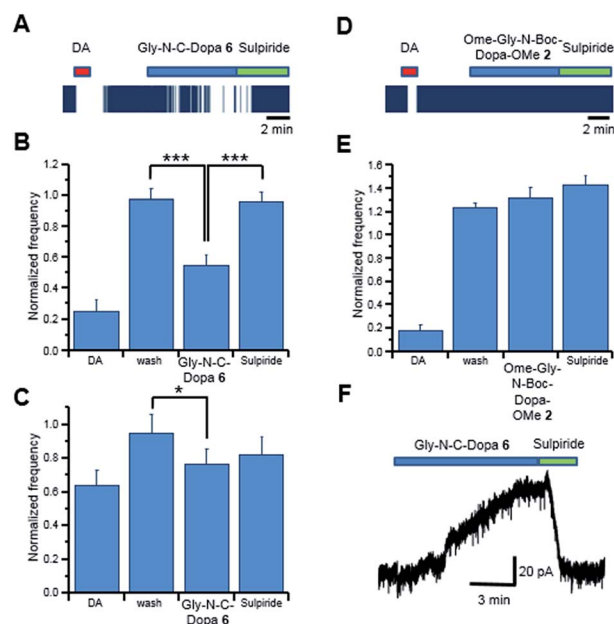 A
DA
Gly-N-C-Dopa 6
Sulpiride
2 min
B
***
***
Normalized frequency
1.2
1.0
0.8
0.6
0.4
0.2
0.0
DA
wash
Gly-N-C-
Dopa 6
Sulpiride
C
*
Normalized frequency
1.0
0.8
0.6
0.4
0.2
0.0
DA
wash
Gly-N-C-
Dopa 6
Sulpiride
D
DA
Ome-Gly-N-Boc-
Dopa-OMe 2
Sulpiride
2 min
E
Normalized frequency
1.6
1.4
1.2
1.0
0.8
0.6
0.4
0.2
0.0
DA
wash
Ome-Gly-
N-Boc-
Dopa-
OMe 2
Sulpiride
F
Gly-N-C-Dopa 6
Sulpiride
20 pA
3 min